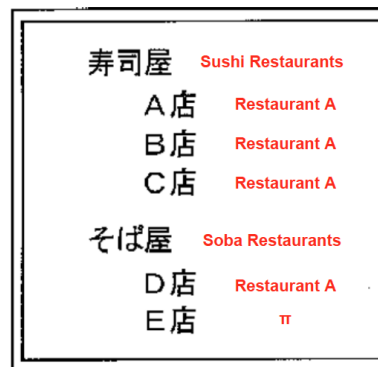 寿司屋 Sushi Restaurants
A店 Restaurant A
B店 Restaurant A
C店 Restaurant A
そば屋 Soba Restaurants
D店 Restaurant A
E店 π